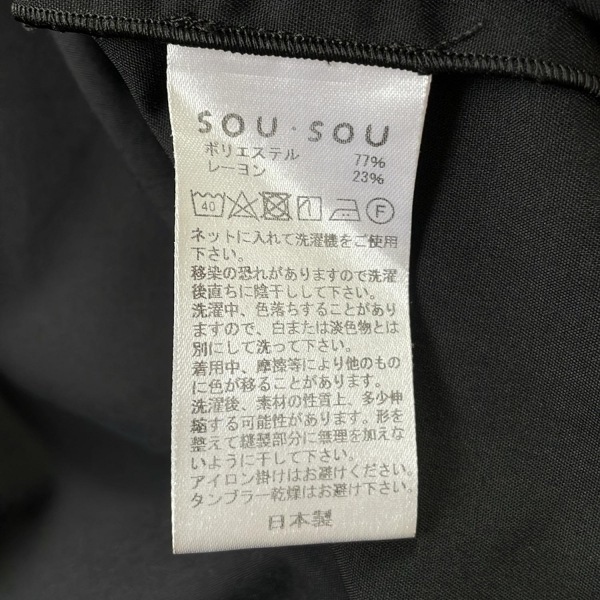 SOU・SOU
ポリエステル 77%
レーヨン 23%
40 F
ネットに入れて洗濯機をご使用
下さい。
移染の恐れがありますので洗濯
後直ちに陰干しして下さい。
洗濯中、色落ちすることがあり
ますので、白または淡色物とは
別にして洗って下さい。
着用中、摩擦等により他のもの
に色が移ることがあります。
洗濯後、素材の性質上、多少伸
縮する可能性があります。形を
整えて縫製部分に無理を加えな
いように干して下さい。
アイロン掛けはお避けください。
タンブラー乾燥はお避け下さい。
日本製